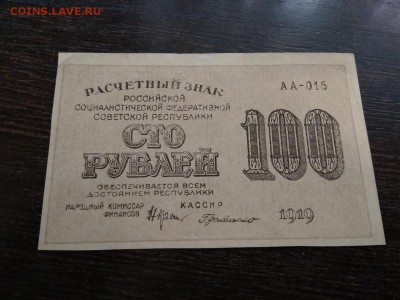 COINS.LAVE.RU
РАСЧЕТНЫЙ ЗНАК
РОССИЙСКОЙ
СОЦИАЛИСТИЧЕСКОЙ ФЕДЕРАТИВНОЙ
СОВЕТСКОЙ РЕСПУБЛИКИ
АА-015
СТО
РУБЛЕЙ
100
ОБЕСПЕЧИВАЕТСЯ ВСЕМ
ДОСТОЯНИЕМ РЕСПУБЛИКИ
НАРОДНЫЙ КОМИССАР
ФИНАНСОВ
КАССИР
1919